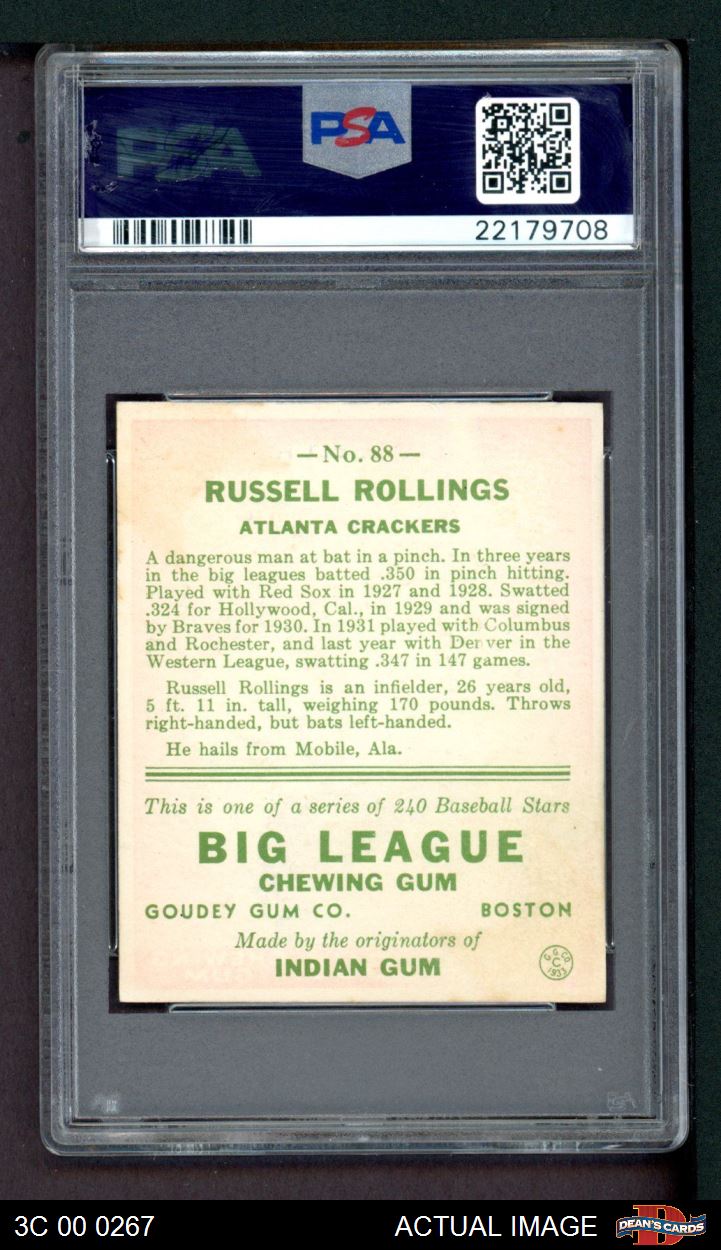 PSA
PSA
22179708
—No. 88—
RUSSELL ROLLINGS
ATLANTA CRACKERS
A dangerous man at bat in a pinch. In three years
in the big leagues batted .350 in pinch hitting.
Played with Red Sox in 1927 and 1928. Swatted
.324 for Hollywood, Cal., in 1929 and was signed
by Braves for 1930. In 1931 played with Columbus
and Rochester, and last year with Denver in the
Western League, swatting .347 in 147 games.
Russell Rollings is an infielder, 26 years old,
5 ft. 11 in. tall, weighing 170 pounds. Throws
right-handed, but bats left-handed.
He hails from Mobile, Ala.
This is one of a series of 240 Baseball Stars
BIG LEAGUE
CHEWING GUM
GOUDEY GUM CO. BOSTON
Made by the originators of
INDIAN GUM
G. G. CO.
C.
1933
PSA
3C 00 0267 ACTUAL IMAGE
D
DEAN'S CARDS